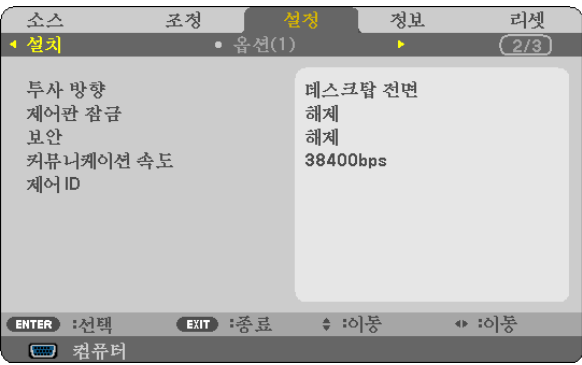 소스 조정 설정 정보 리셋
설치 • 옵션(1) 2/3
투사 방향 데스크탑 전면
제어판 잠금 해제
보안 해제
커뮤니케이션 속도 38400bps
제어 ID
ENTER :선택 EXIT :종료 :이동 :이동
컴퓨터